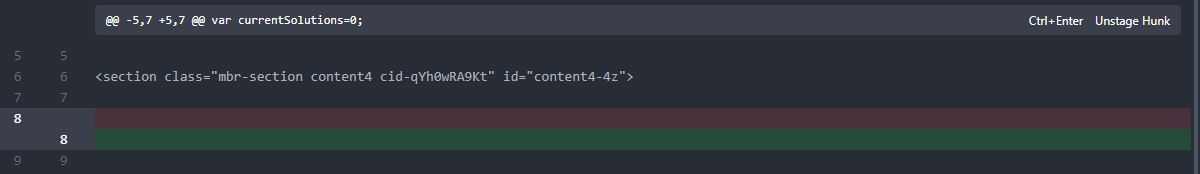 @@ -5,7 +5,7 @@ var currentSolutions=0; Ctrl+Enter Unstage Hunk
5 5
6 6 <section class="mbr-section content4 cid-qYh0wRA9Kt" id="content4-4z">
7 7
8
8
9 9